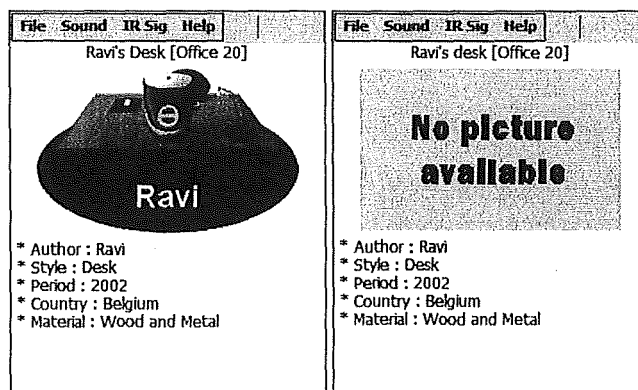 File Sound IR Sig Help
Ravi's Desk [Office 20]
Ravi
* Author : Ravi
* Style : Desk
* Period : 2002
* Country : Belgium
* Material : Wood and Metal
File Sound IR Sig Help
Ravi's desk [Office 20]
No picture
available
* Author : Ravi
* Style : Desk
* Period : 2002
* Country : Belgium
* Material : Wood and Metal